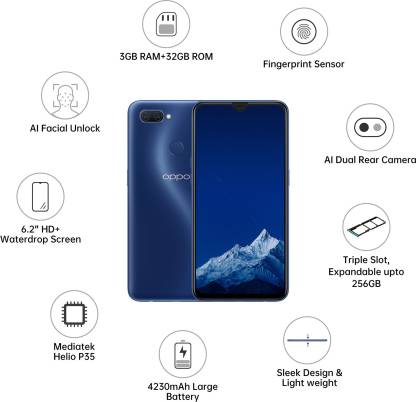 3GB RAM+32GB ROM
Fingerprint Sensor
AI Facial Unlock
AI Dual Rear Camera
oppo
6.2" HD+
Waterdrop Screen
Triple Slot,
Expandable upto
256GB
Mediatek
Helio P35
4230mAh Large
Battery
Sleek Design &
Light weight